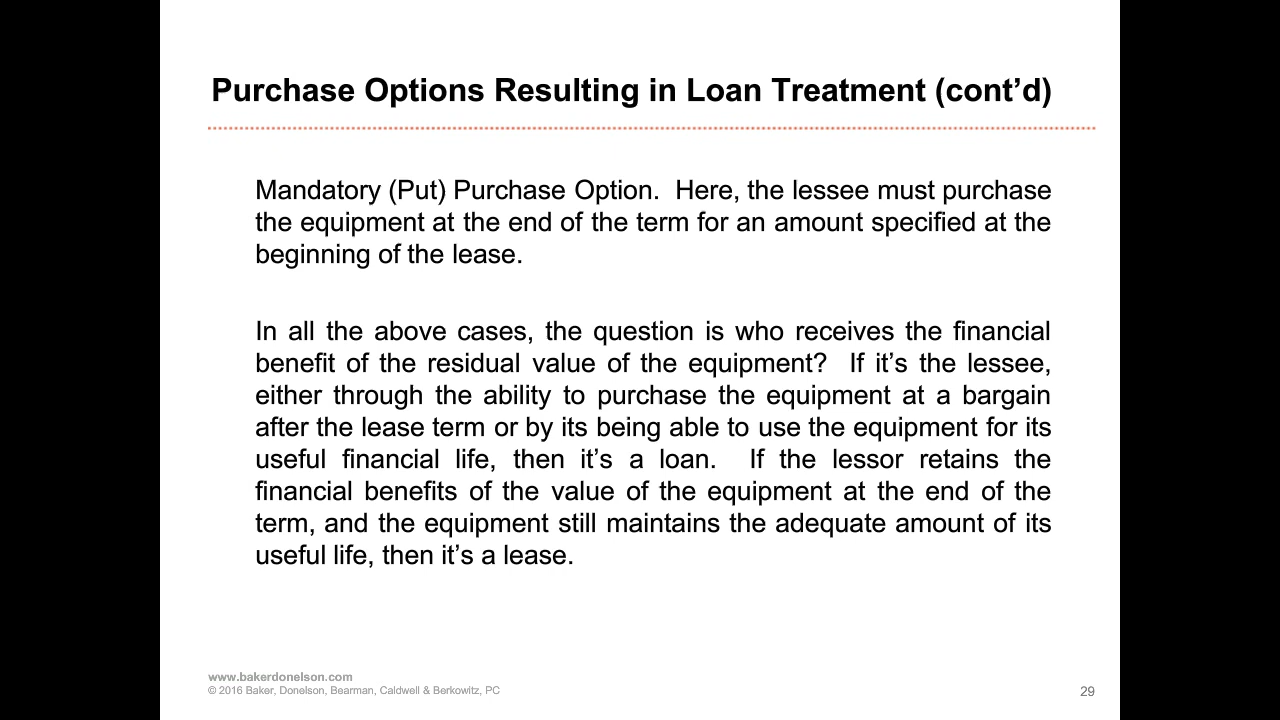 Purchase Options Resulting in Loan Treatment (cont’d)
Mandatory (Put) Purchase Option.  Here, the lessee must purchase
the equipment at the end of the term for an amount specified at the
beginning of the lease.
In all the above cases, the question is who receives the financial
benefit of the residual value of the equipment?  If it’s the lessee,
either through the ability to purchase the equipment at a bargain
after the lease term or by its being able to use the equipment for its
useful financial life, then it’s a loan.  If the lessor retains the
financial benefits of the value of the equipment at the end of the
term, and the equipment still maintains the adequate amount of its
useful life, then it’s a lease.
www.bakerdonelson.com
© 2016 Baker, Donelson, Bearman, Caldwell & Berkowitz, PC
29